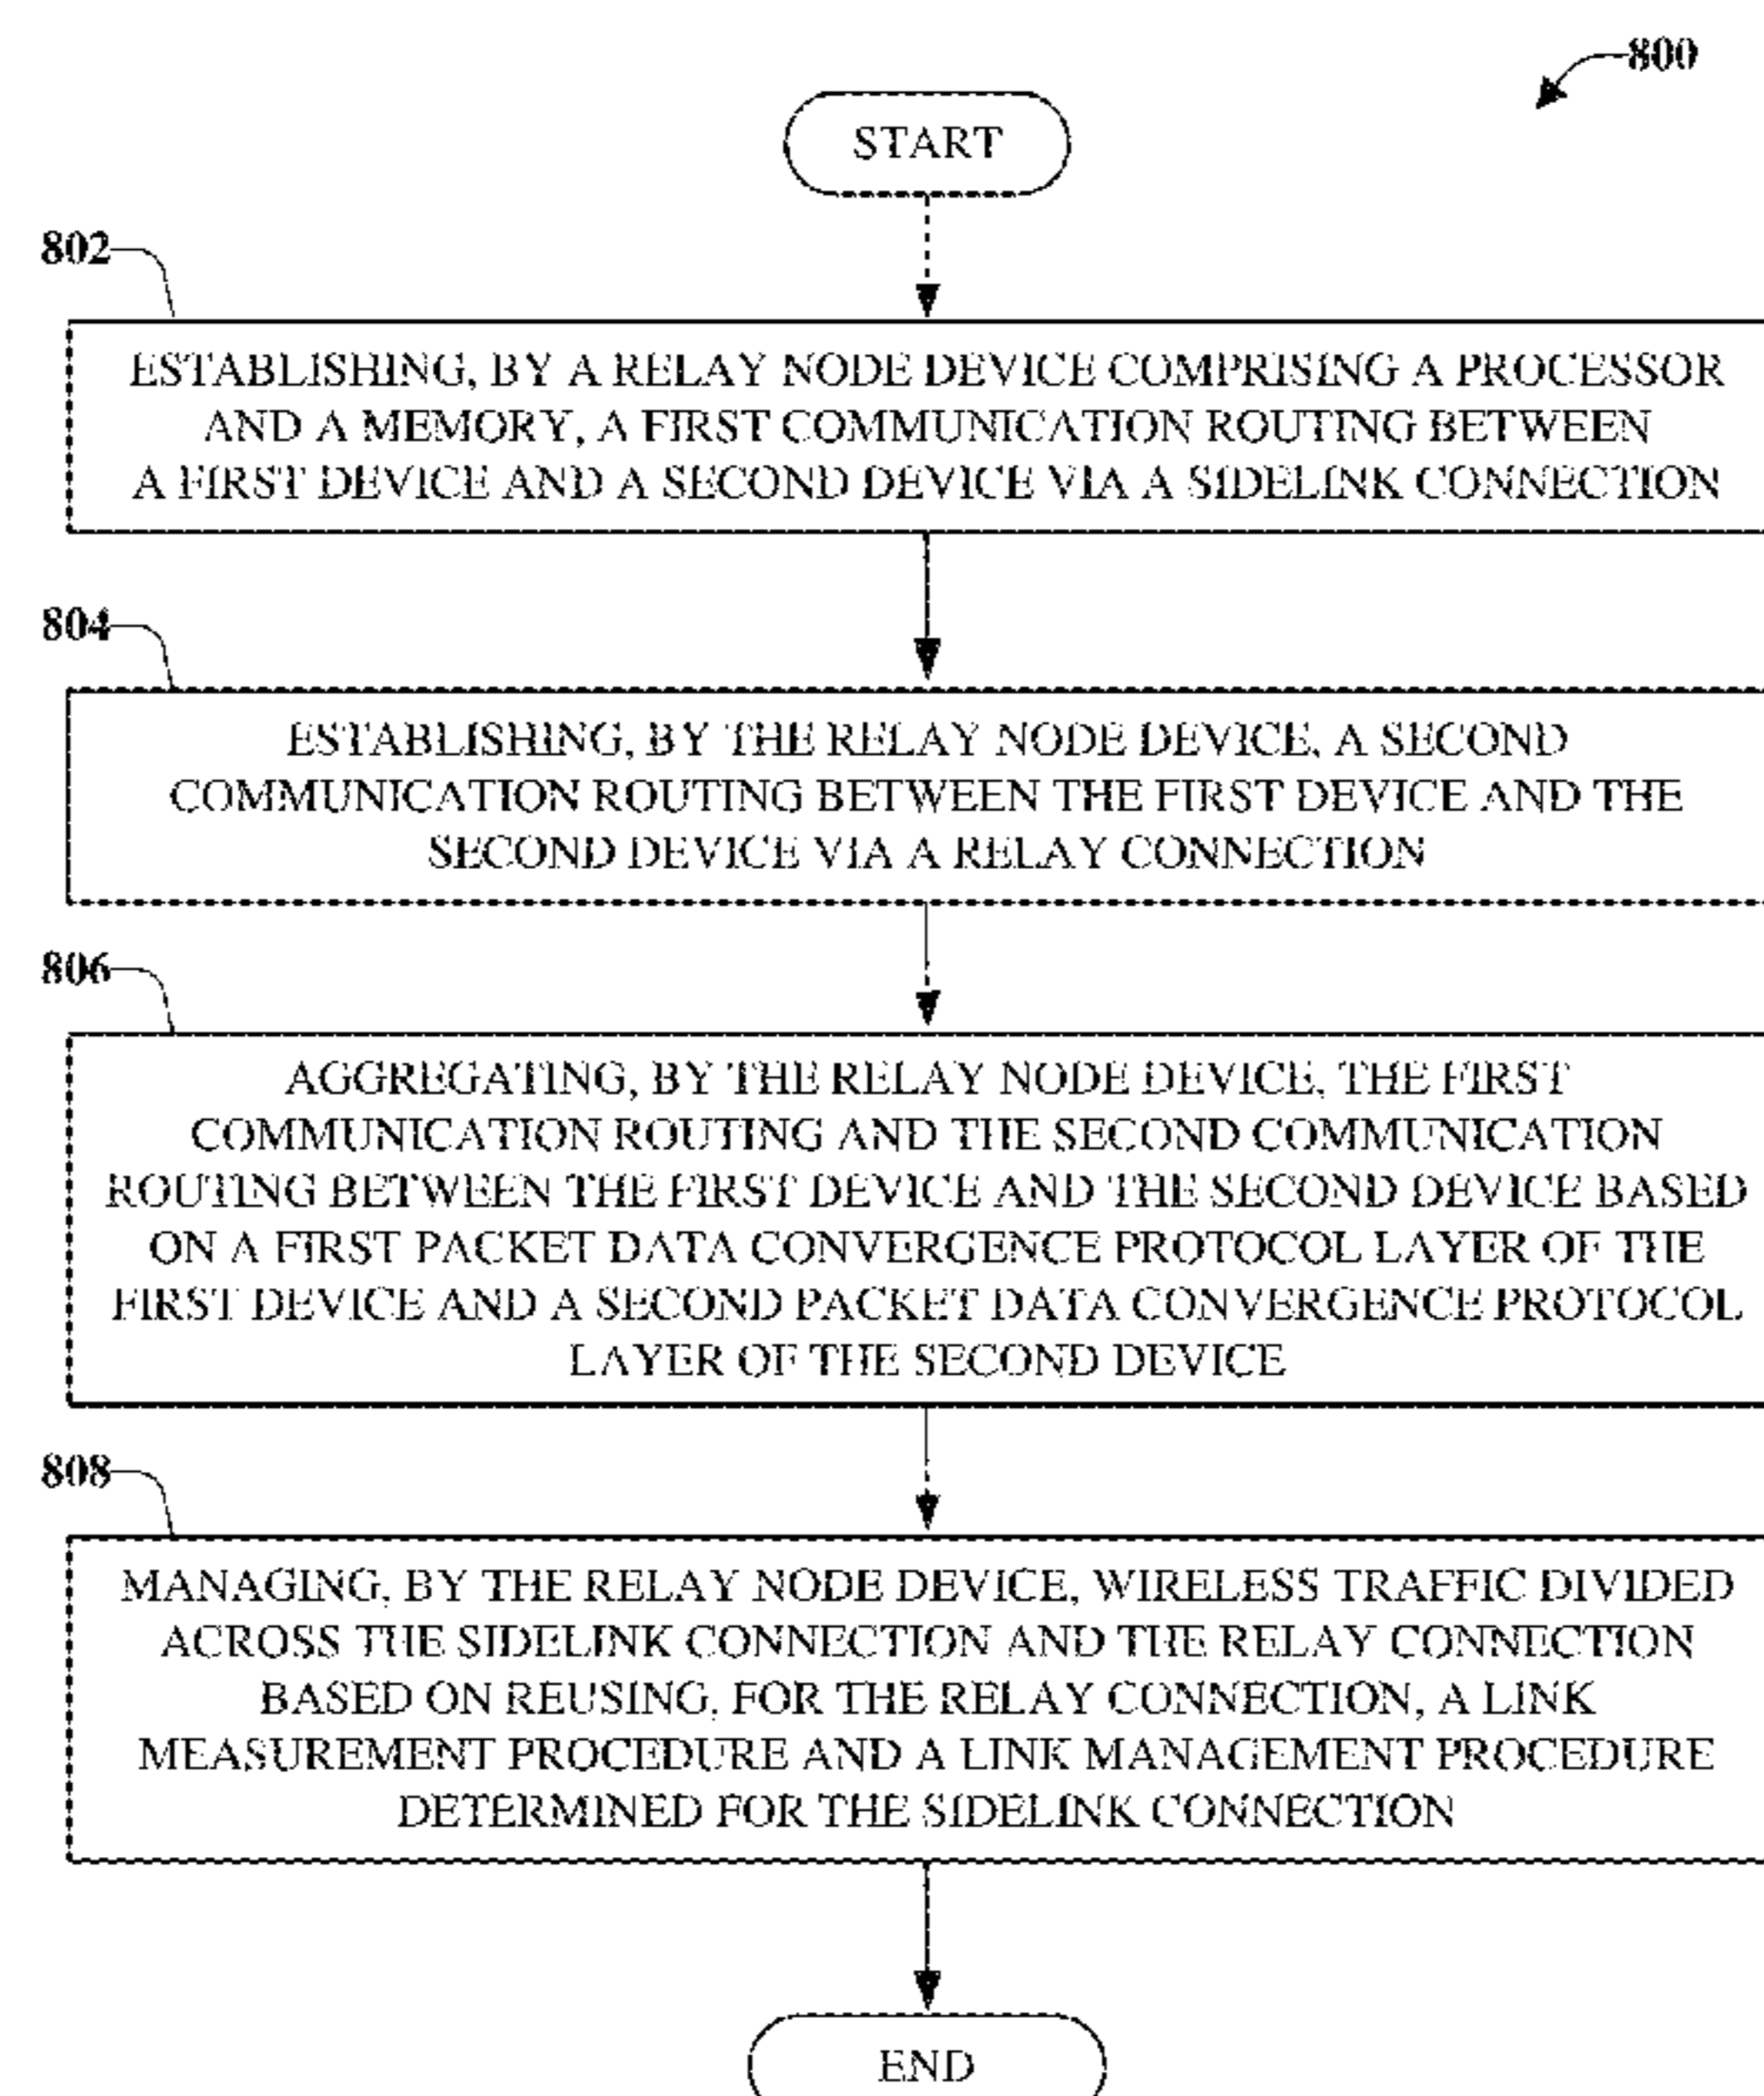 800
START
802
ESTABLISHING, BY A RELAY NODE DEVICE COMPRISING A PROCESSOR
AND A MEMORY, A FIRST COMMUNICATION ROUTING BETWEEN
A FIRST DEVICE AND A SECOND DEVICE VIA A SIDELINK CONNECTION
804
ESTABLISHING, BY THE RELAY NODE DEVICE, A SECOND
COMMUNICATION ROUTING BETWEEN THE FIRST DEVICE AND THE
SECOND DEVICE VIA A RELAY CONNECTION
806
AGGREGATING, BY THE RELAY NODE DEVICE, THE FIRST
COMMUNICATION ROUTING AND THE SECOND COMMUNICATION
ROUTING BETWEEN THE FIRST DEVICE AND THE SECOND DEVICE BASED
ON A FIRST PACKET DATA CONVERGENCE PROTOCOL LAYER OF THE
FIRST DEVICE AND A SECOND PACKET DATA CONVERGENCE PROTOCOL
LAYER OF THE SECOND DEVICE
808
MANAGING, BY THE RELAY NODE DEVICE, WIRELESS TRAFFIC DIVIDED
ACROSS THE SIDELINK CONNECTION AND THE RELAY CONNECTION
BASED ON REUSING, FOR THE RELAY CONNECTION, A LINK
MEASUREMENT PROCEDURE AND A LINK MANAGEMENT PROCEDURE
DETERMINED FOR THE SIDELINK CONNECTION
END